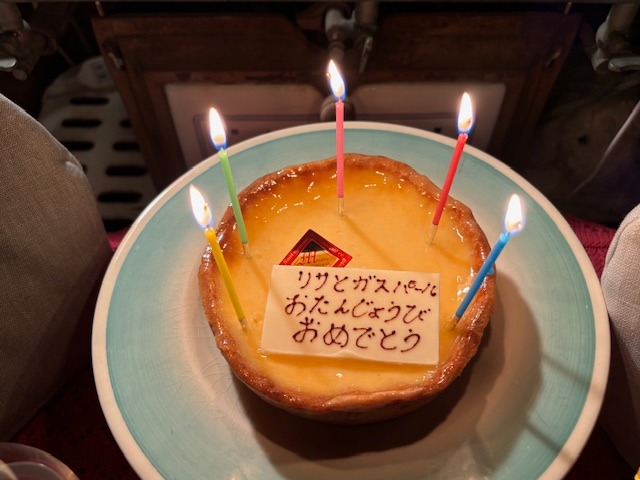 リサとガスパール
おたんじょうび
おめでとう